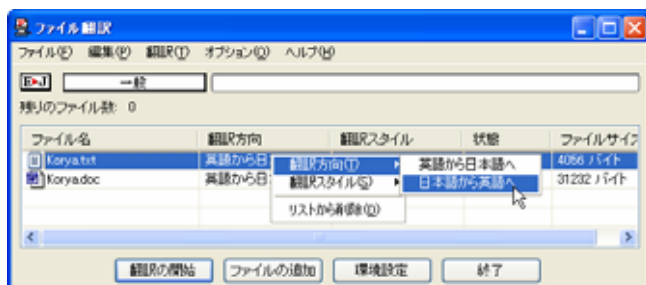 ファイル翻訳
ファイル(F) 編集(E) 翻訳(T) オプション(O) ヘルプ(H)
E▸J 一般
残りのファイル数: 0
ファイル名 翻訳方向 翻訳スタイル 状態 ファイルサイズ
Korya.txt 英語から日 翻訳方向(T) 英語から日本語へ 4056 バイト
Korya.doc 英語から日 翻訳スタイル(S) 日本語から英語へ 31232 バイト
リストから削除(D)
翻訳の開始 ファイルの追加 環境設定 終了